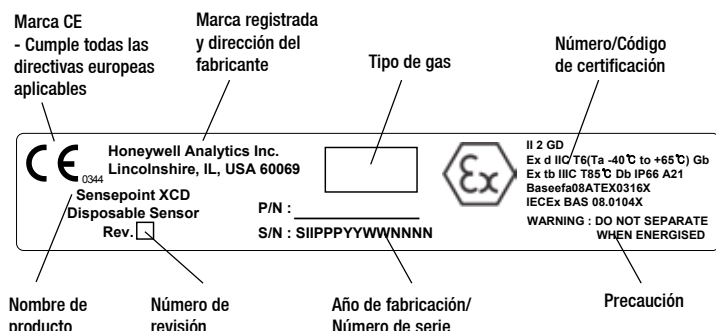 Marca CE
- Cumple todas las
directivas europeas
aplicables
Marca registrada
y dirección del
fabricante
Tipo de gas
Número/Código
de certificación
CE 0344
Honeywell Analytics Inc.
Lincolnshire, IL, USA 60069
Sensepoint XCD
Disposable Sensor
Rev.
P/N :
S/N : SIIPPPYYWWNNNN
Ex
II 2 GD
Ex d IIC T6(Ta -40℃ to +65℃) Gb
Ex tb IIIC T85℃ Db IP66 A21
Baseefa08ATEX0316X
IECEx BAS 08.0104X
WARNING : DO NOT SEPARATE
WHEN ENERGISED
Nombre de
producto
Número de
revisión
Año de fabricación/
Número de serie
Precaución